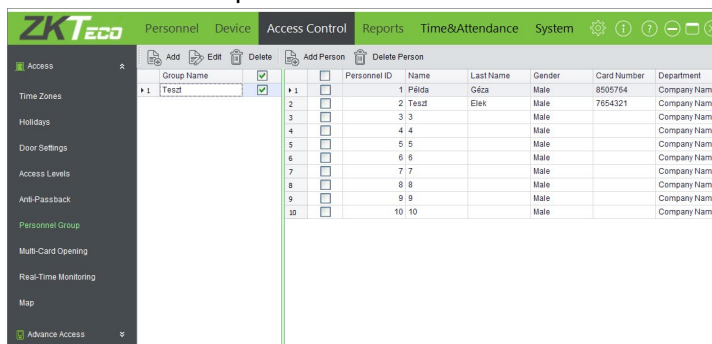 ZKTeco Personnel Device Access Control Reports Time&Attendance System
Access
Time Zones
Holidays
Door Settings
Access Levels
Anti-Passback
Personnel Group
Multi-Card Opening
Real-Time Monitoring
Map
Advance Access
Add Edit Delete
Group Name
1 Teszt
Add Person Delete Person
Personnel ID Name Last Name Gender Card Number Department
1 1 Példa Géza Male 8505764 Company Nam
2 2 Teszt Elek Male 7654321 Company Nam
3 3 3 Male Company Nam
4 4 4 Male Company Nam
5 5 5 Male Company Nam
6 6 6 Male Company Nam
7 7 7 Male Company Nam
8 8 8 Male Company Nam
9 9 9 Male Company Nam
10 10 10 Male Company Nam